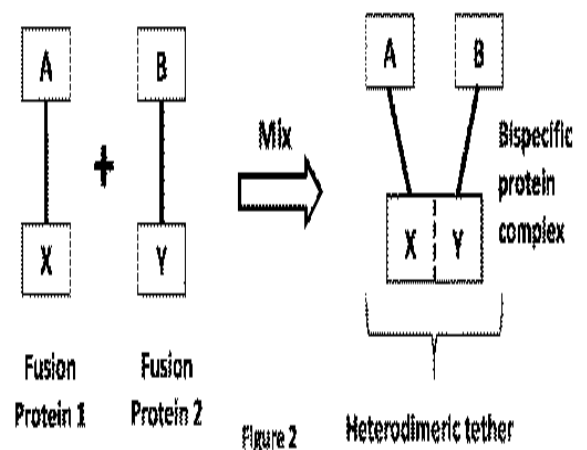 A
B
A
B
+
Mix
Bispecific
protein
complex
X
Y
X
Y
Fusion
Protein 1
Fusion
Protein 2
Figure 2
Heterodimeric tether